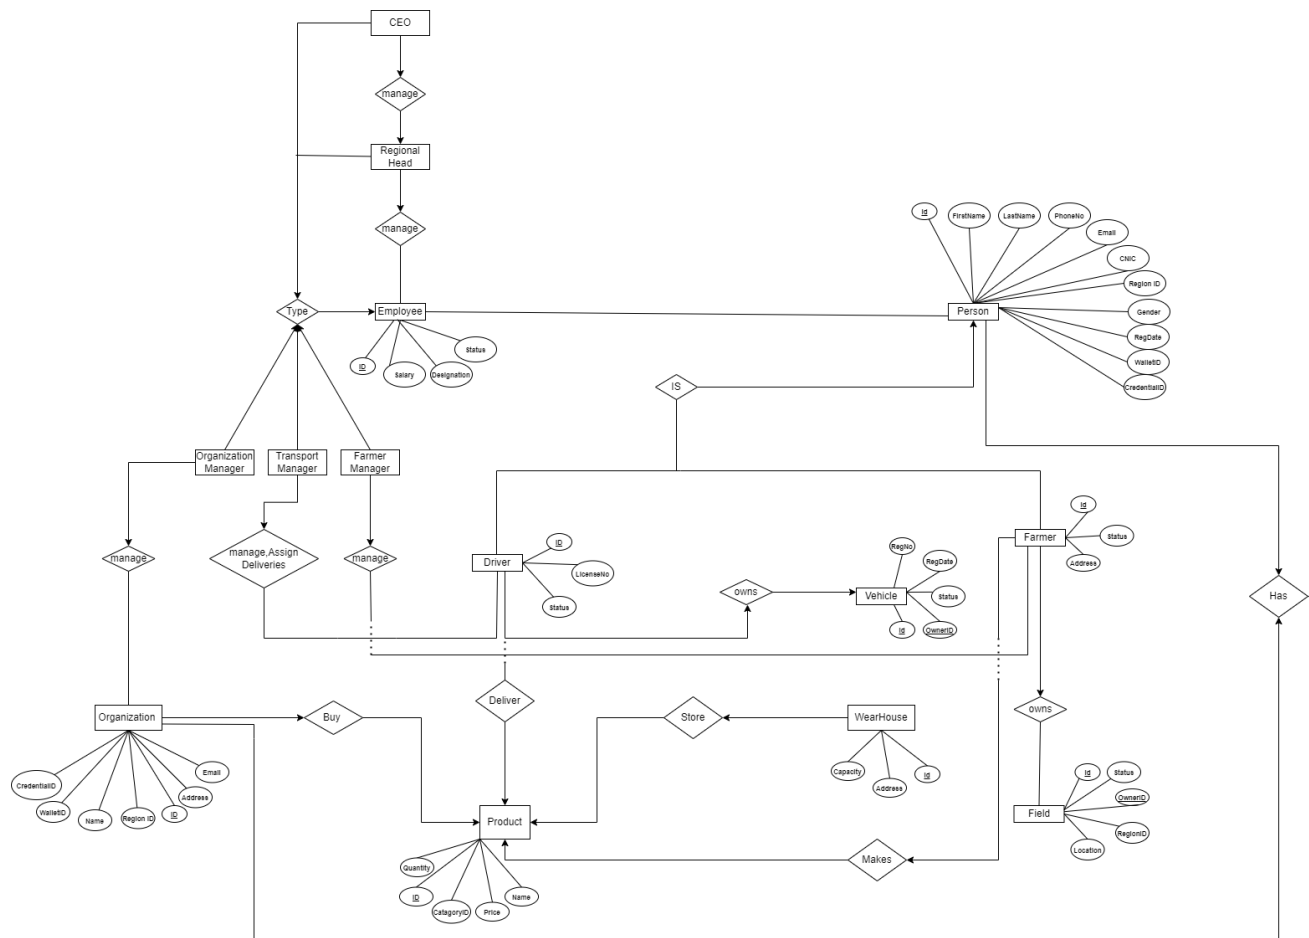 CEO
manage
Regional
Head
manage
Id
FirstName
LastName
PhoneNo
Email
CNIC
Region ID
Gender
RegDate
WalletID
CredentialID
Type
Employee
Person
ID
Salary
Designation
Status
IS
Organization
Manager
Transport
Manager
Farmer
Manager
manage
manage,Assign
Deliveries
manage
Driver
ID
LicenseNo
Status
owns
Vehicle
RegNo
RegDate
Status
OwnerID
Id
Farmer
Id
Status
Address
Has
Organization
CredentialID
WalletID
Name
Region ID
ID
Address
Email
Buy
Deliver
Store
WearHouse
Capacity
Address
Id
owns
Field
Id
Status
OwnerID
RegionID
Location
Product
Quantity
ID
CatagoryID
Price
Name
Makes